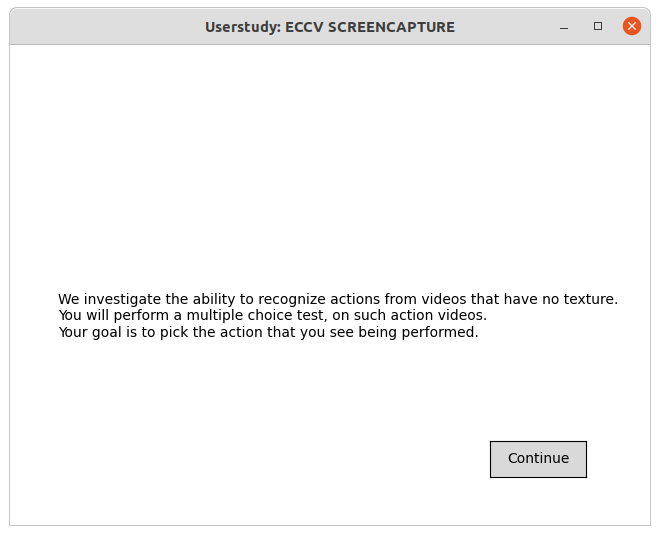 Userstudy: ECCV SCREENCAPTURE
We investigate the ability to recognize actions from videos that have no texture.
You will perform a multiple choice test, on such action videos.
Your goal is to pick the action that you see being performed.
Continue